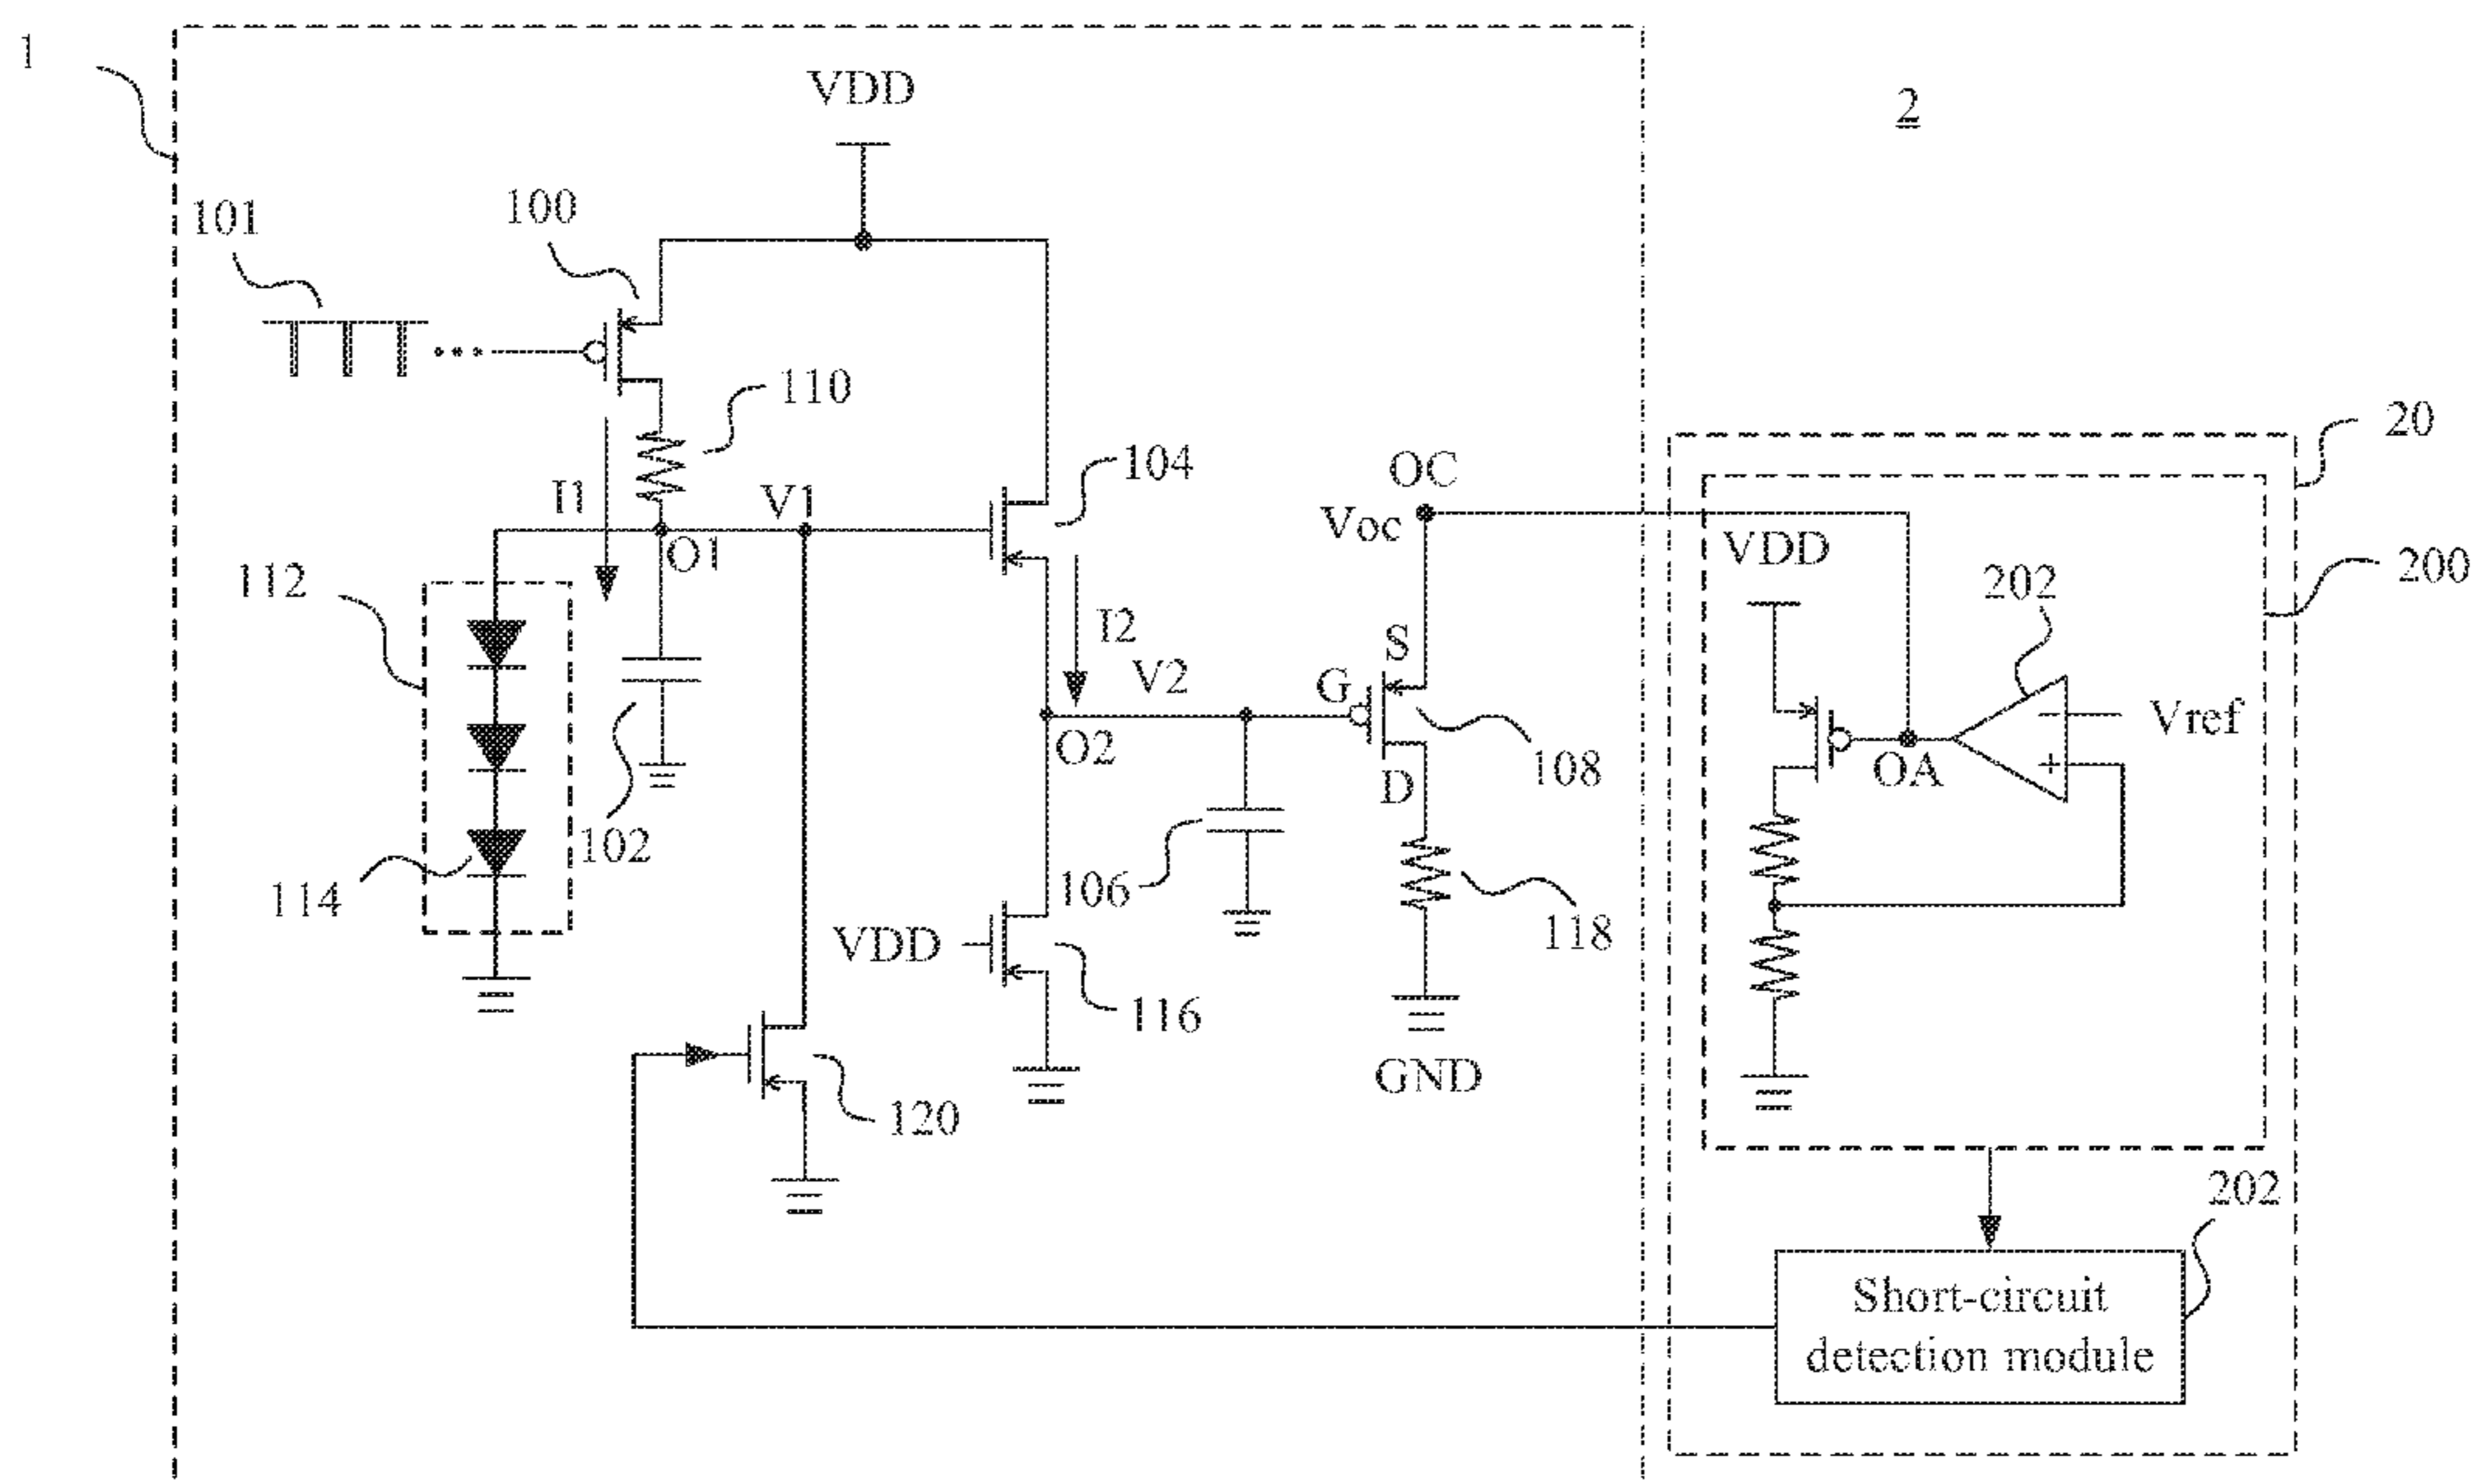 1
VDD
2
101
100
110
20
I1
V1
104
OC
Voc
O1
VDD
200
112
202
I2
S
V2
G
Vref
O2
108
OA
D
102
106
114
VDD
118
116
GND
120
202
Short-circuit
detection module